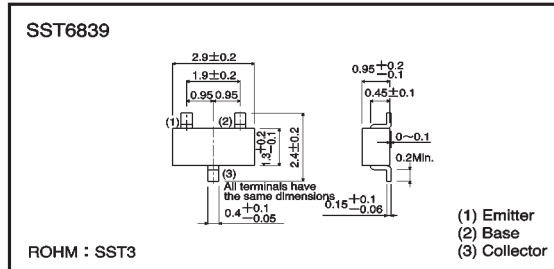 SST6839
2.9±0.2
1.9±0.2
0.95 0.95
(1)
(2)
1.3+0.2−0.1
2.4±0.2
(3)
All terminals have
the same dimensions
0.4+0.1−0.05
0.95+0.2−0.1
0.45±0.1
0~0.1
0.2Min.
0.15+0.1−0.06
(1) Emitter
(2) Base
(3) Collector
ROHM : SST3